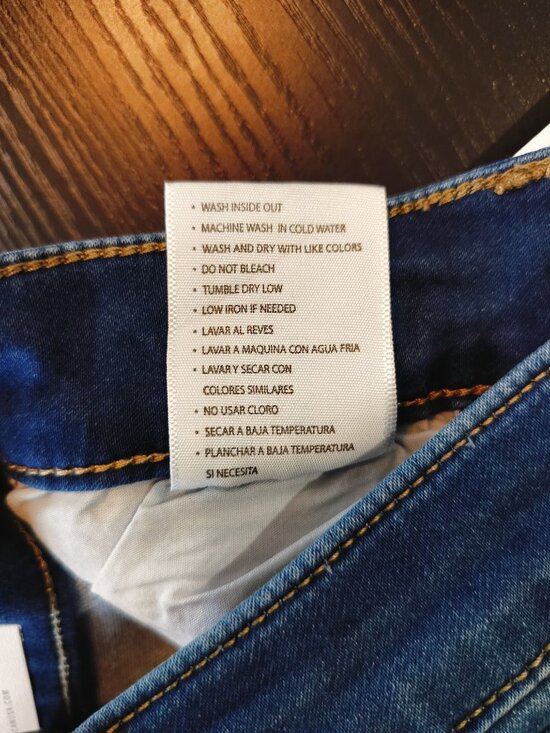 • WASH INSIDE OUT
• MACHINE WASH IN COLD WATER
• WASH AND DRY WITH LIKE COLORS
• DO NOT BLEACH
• TUMBLE DRY LOW
• LOW IRON IF NEEDED
• LAVAR AL REVES
• LAVAR A MAQUINA CON AGUA FRIA
• LAVAR Y SECAR CON
COLORES SIMILARES
• NO USAR CLORO
• SECAR A BAJA TEMPERATURA
• PLANCHAR A BAJA TEMPERATURA
SI NECESITA